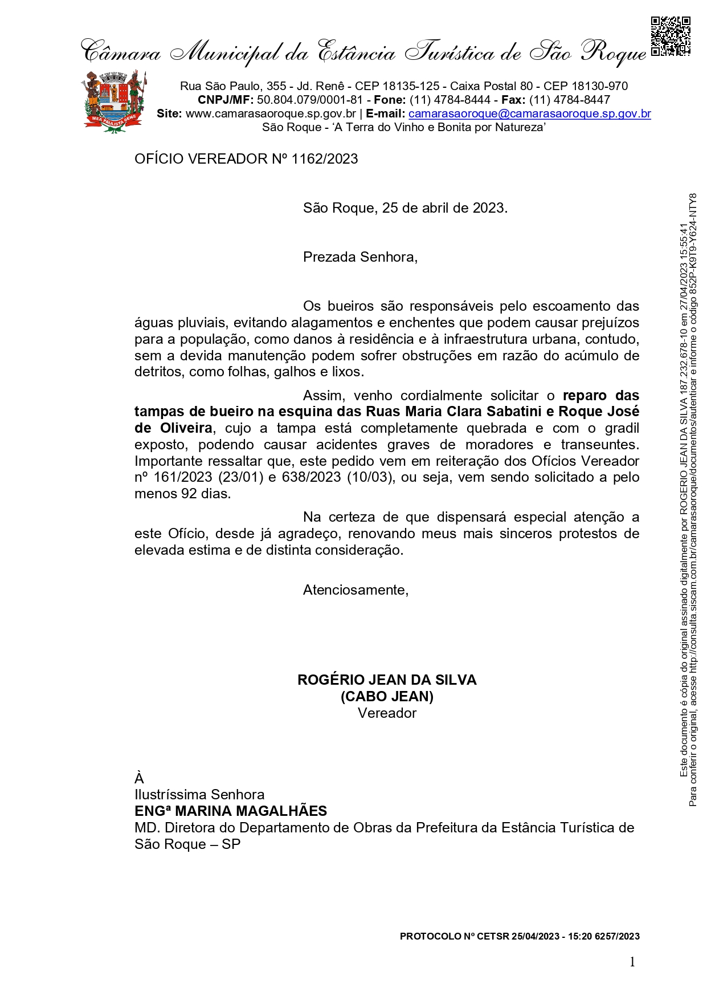 Câmara Municipal da Estância Turística de São Roque
Rua São Paulo, 355 - Jd. Renê - CEP 18135-125 - Caixa Postal 80 - CEP 18130-970
CNPJ/MF: 50.804.079/0001-81 - Fone: (11) 4784-8444 - Fax: (11) 4784-8447
Site: www.camarasaoroque.sp.gov.br | E-mail: camarasaoroque@camarasaoroque.sp.gov.br
São Roque - ‘A Terra do Vinho e Bonita por Natureza’
MEA PAULISTA GENS
OFÍCIO VEREADOR Nº 1162/2023
São Roque, 25 de abril de 2023.
Prezada Senhora,
Os bueiros são responsáveis pelo escoamento das
águas pluviais, evitando alagamentos e enchentes que podem causar prejuízos
para a população, como danos à residência e à infraestrutura urbana, contudo,
sem a devida manutenção podem sofrer obstruções em razão do acúmulo de
detritos, como folhas, galhos e lixos.
Assim, venho cordialmente solicitar o reparo das
tampas de bueiro na esquina das Ruas Maria Clara Sabatini e Roque José
de Oliveira, cujo a tampa está completamente quebrada e com o gradil
exposto, podendo causar acidentes graves de moradores e transeuntes.
Importante ressaltar que, este pedido vem em reiteração dos Ofícios Vereador
nº 161/2023 (23/01) e 638/2023 (10/03), ou seja, vem sendo solicitado a pelo
menos 92 dias.
Na certeza de que dispensará especial atenção a
este Ofício, desde já agradeço, renovando meus mais sinceros protestos de
elevada estima e de distinta consideração.
Atenciosamente,
ROGÉRIO JEAN DA SILVA
(CABO JEAN)
Vereador
À
Ilustríssima Senhora
ENGª MARINA MAGALHÃES
MD. Diretora do Departamento de Obras da Prefeitura da Estância Turística de
São Roque – SP
PROTOCOLO Nº CETSR 25/04/2023 - 15:20 6257/2023
1
Este documento é cópia do original assinado digitalmente por ROGERIO JEAN DA SILVA 187.232.678-10 em 27/04/2023 15:55:41
Para conferir o original, acesse http://consulta.siscam.com.br/camarasaoroque/documentos/autenticar e informe o código 852P-K9T9-Y624-NTY8